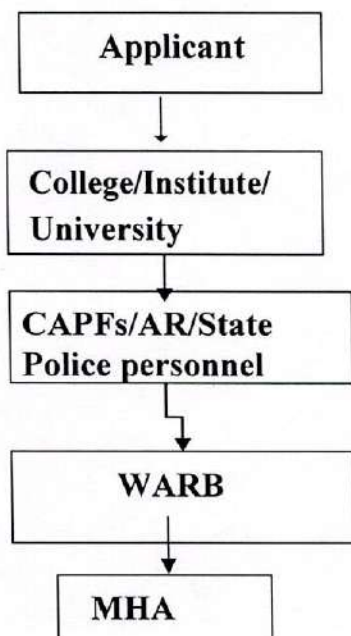 Applicant
College/Institute/
University
CAPFs/AR/State
Police personnel
WARB
MHA